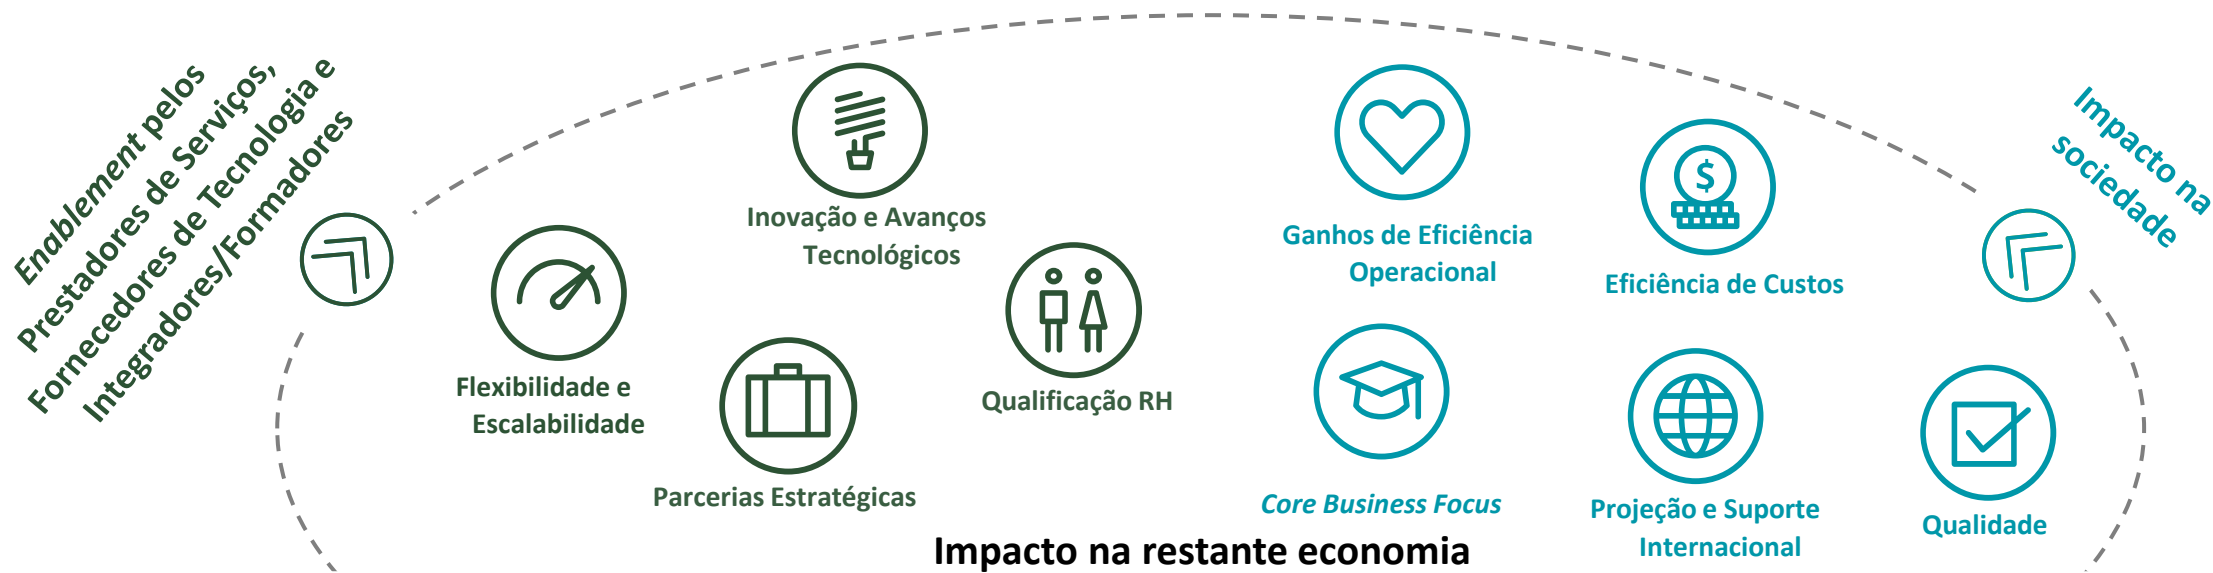 Enablement pelos
Prestadores de Serviços,
Fornecedores de Tecnologia e
Integradores/Formadores
Inovação e Avanços
Tecnológicos
Flexibilidade e
Escalabilidade
Parcerias Estratégicas
Qualificação RH
Ganhos de Eficiência
Operacional
$
Eficiência de Custos
Core Business Focus
Projeção e Suporte
Internacional
Qualidade
Impacto na
sociedade
Impacto na restante economia